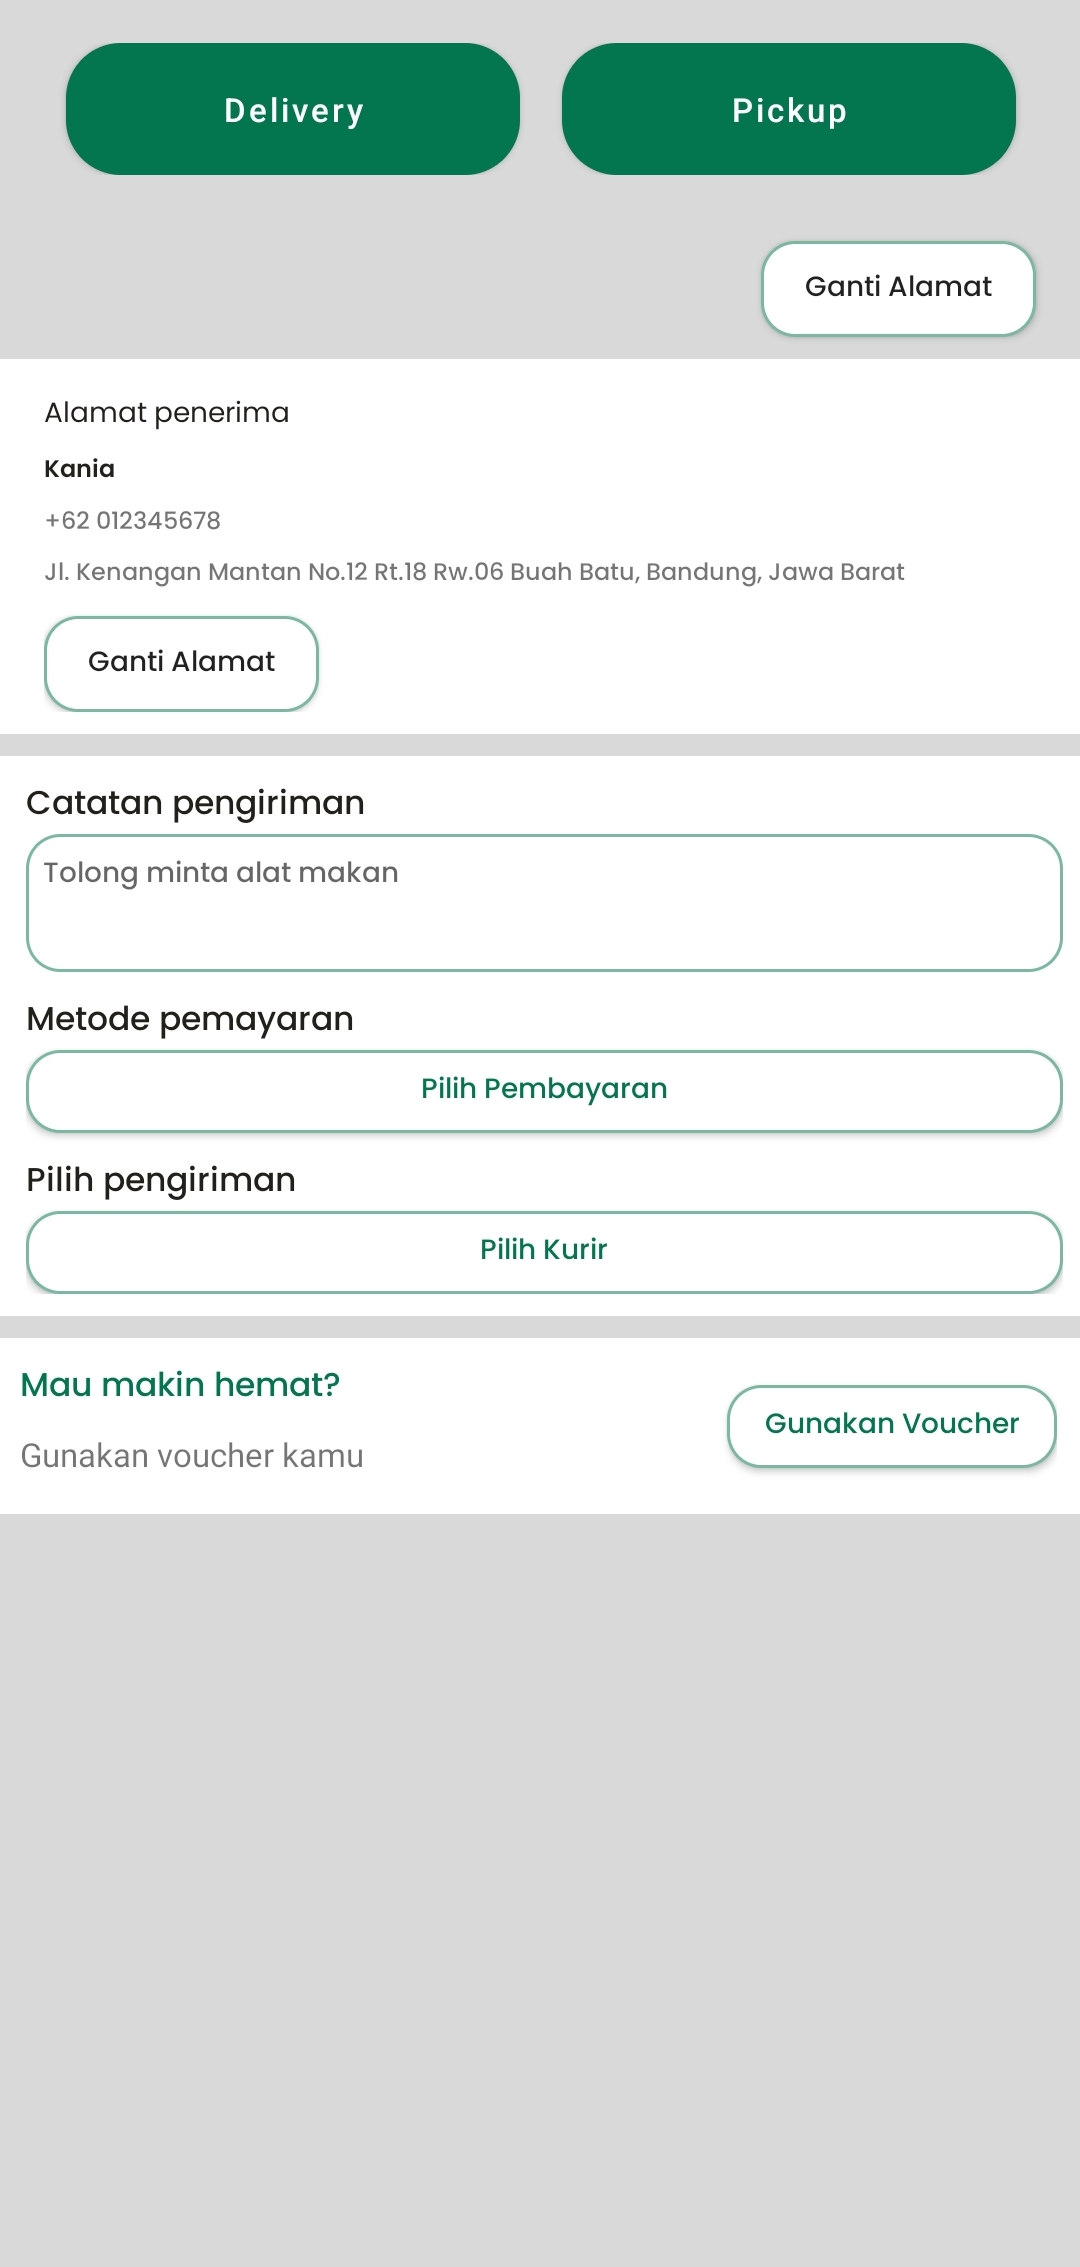 Delivery
Pickup
Ganti Alamat
Alamat penerima
Kania
+62 012345678
Jl. Kenangan Mantan No.12 Rt.18 Rw.06 Buah Batu, Bandung, Jawa Barat
Ganti Alamat
Catatan pengiriman
Tolong minta alat makan
Metode pemayaran
Pilih Pembayaran
Pilih pengiriman
Pilih Kurir
Mau makin hemat?
Gunakan Voucher
Gunakan voucher kamu